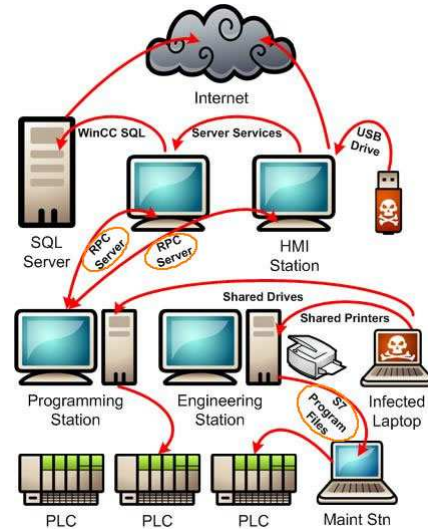 Internet
WinCC SQL
Server Services
USB
Drive
SQL
Server
RPC
Server
RPC
Server
HMI
Station
Shared Drives
Shared Printers
Programming
Station
Engineering
Station
S7
Program
Files
Infected
Laptop
PLC
PLC
PLC
Maint Stn